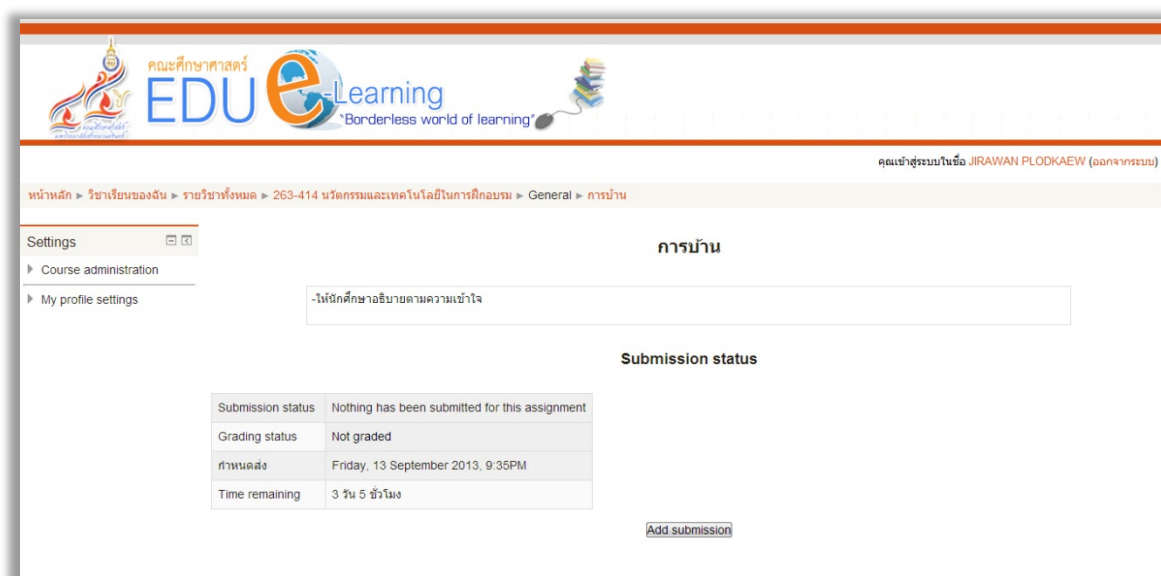 คณะศึกษาศาสตร์
EDU e-Learning
"Borderless world of learning"
คุณเข้าสู่ระบบในชื่อ JIRAWAN PLODKAEW (ออกจากระบบ)
หน้าหลัก ► วิชาเรียนของฉัน ► รายวิชาทั้งหมด ► 263-414 นวัตกรรมและเทคโนโลยีในการฝึกอบรม ► General ► การบ้าน
Settings
Course administration
My profile settings
การบ้าน
-ให้นักศึกษาอธิบายตามความเข้าใจ
Submission status
Submission status Nothing has been submitted for this assignment
Grading status Not graded
กำหนดส่ง Friday, 13 September 2013, 9:35PM
Time remaining 3 วัน 5 ชั่วโมง
Add submission